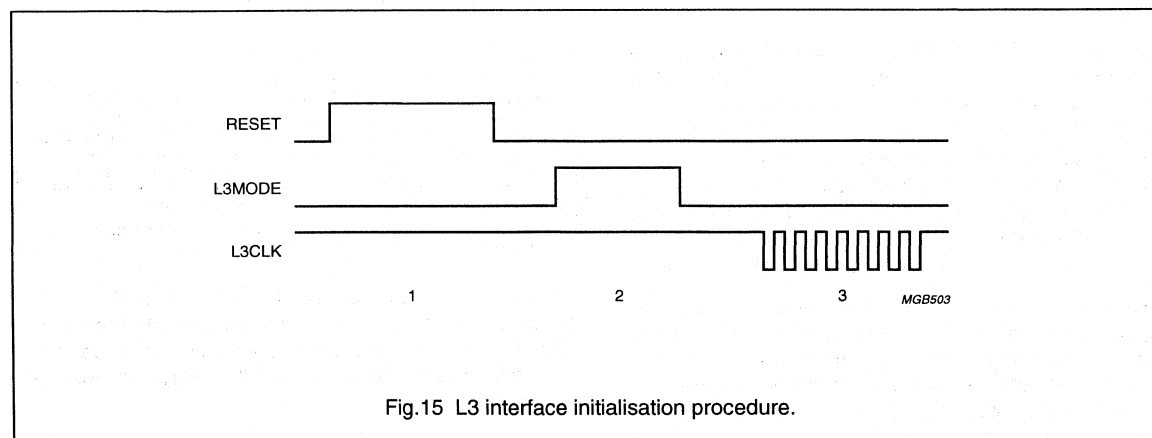 RESET
L3MODE
L3CLK
1 2 3 MGB503
Fig.15 L3 interface initialisation procedure.